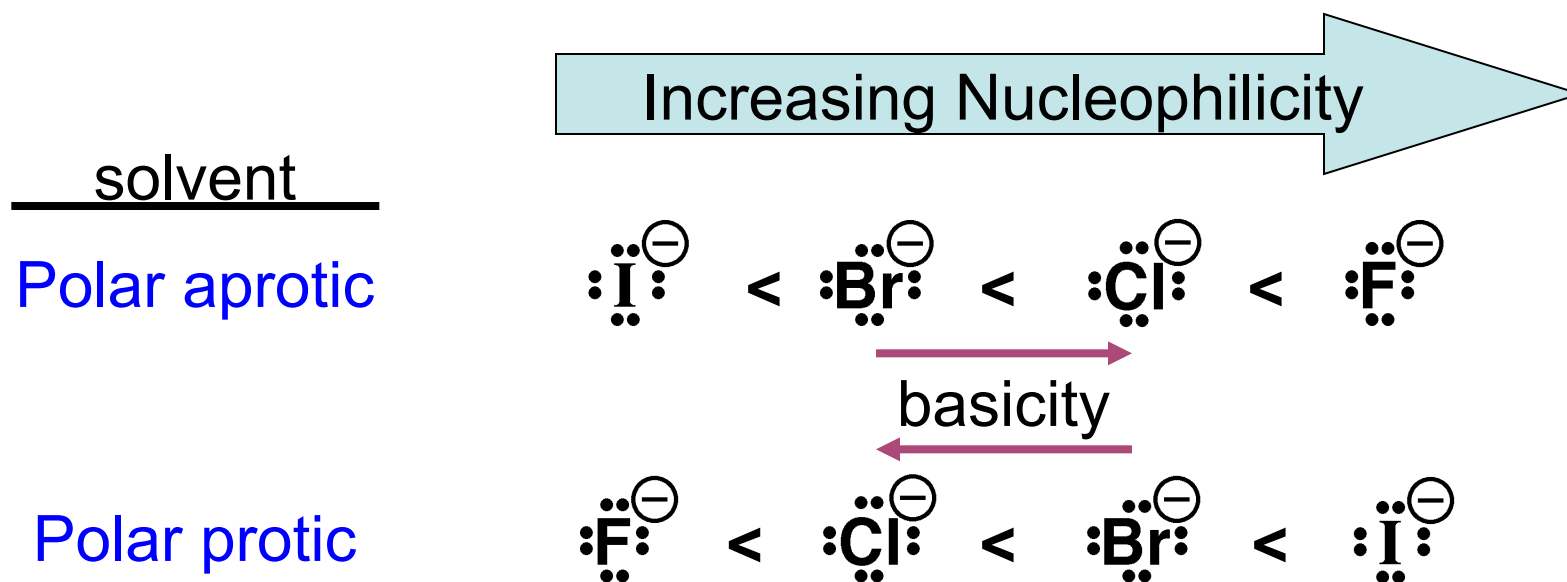 Increasing Nucleophilicity
solvent
Polar aprotic
I⊖ < Br⊖ < Cl⊖ < F⊖
basicity
Polar protic
F⊖ < Cl⊖ < Br⊖ < I⊖